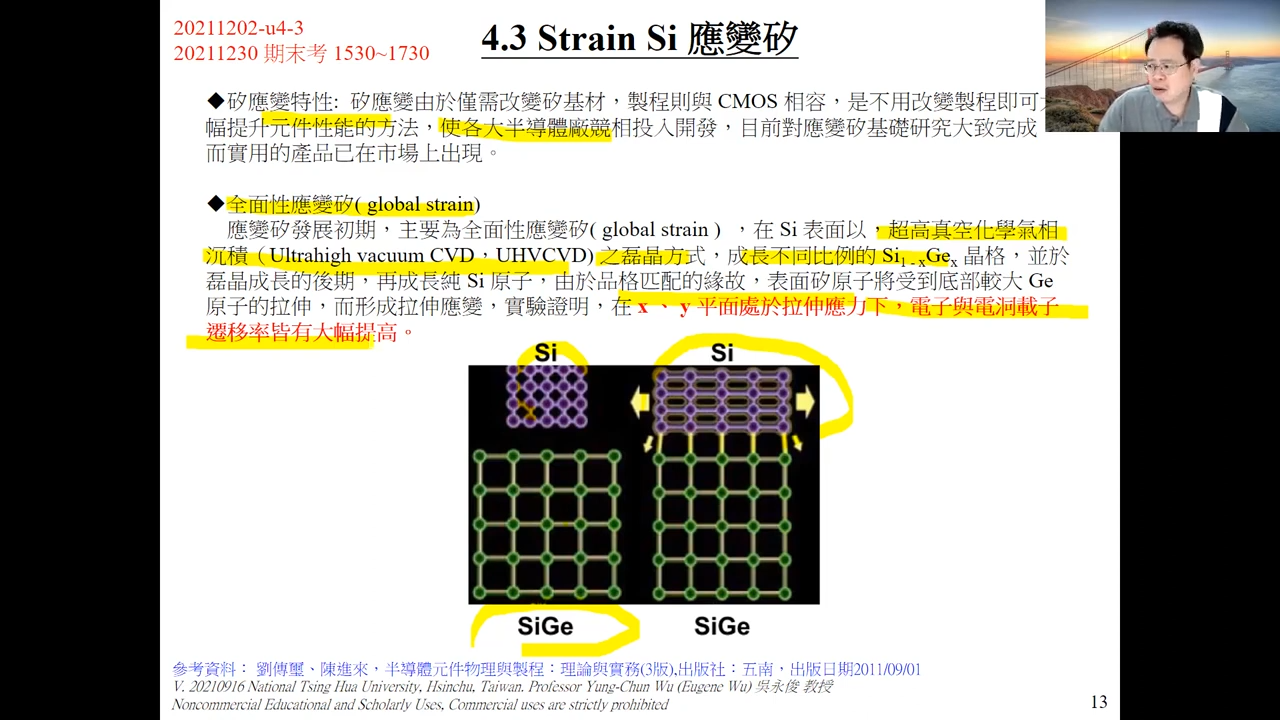 20211202-u4-3
20211230 期末考 1530~1730
4.3 Strain Si 應變矽
◆矽應變特性: 矽應變由於僅需改變矽基材，製程則與 CMOS 相容，是不用改變製程即可
幅提升元件性能的方法，使各大半導體廠競相投入開發，目前對應變矽基礎研究大致完成
而實用的產品已在市場上出現。
◆全面性應變矽( global strain)
應變矽發展初期，主要為全面性應變矽( global strain ) ，在 Si 表面以，超高真空化學氣相
沉積（Ultrahigh vacuum CVD，UHVCVD) 之磊晶方式，成長不同比例的 Si1-xGex 晶格，並於
磊晶成長的後期，再成長純 Si 原子，由於晶格匹配的緣故，表面矽原子將受到底部較大 Ge
原子的拉伸，而形成拉伸應變，實驗證明，在 x 、 y 平面處於拉伸應力下，電子與電洞載子
遷移率皆有大幅提高。
Si Si
SiGe SiGe
參考資料： 劉傳璽、陳進來，半導體元件物理與製程：理論與實務(3版),出版社：五南，出版日期2011/09/01
V. 20210916 National Tsing Hua University, Hsinchu, Taiwan. Professor Yung-Chun Wu (Eugene Wu) 吳永俊 教授
Noncommercial Educational and Scholarly Uses, Commercial uses are strictly prohibited
13